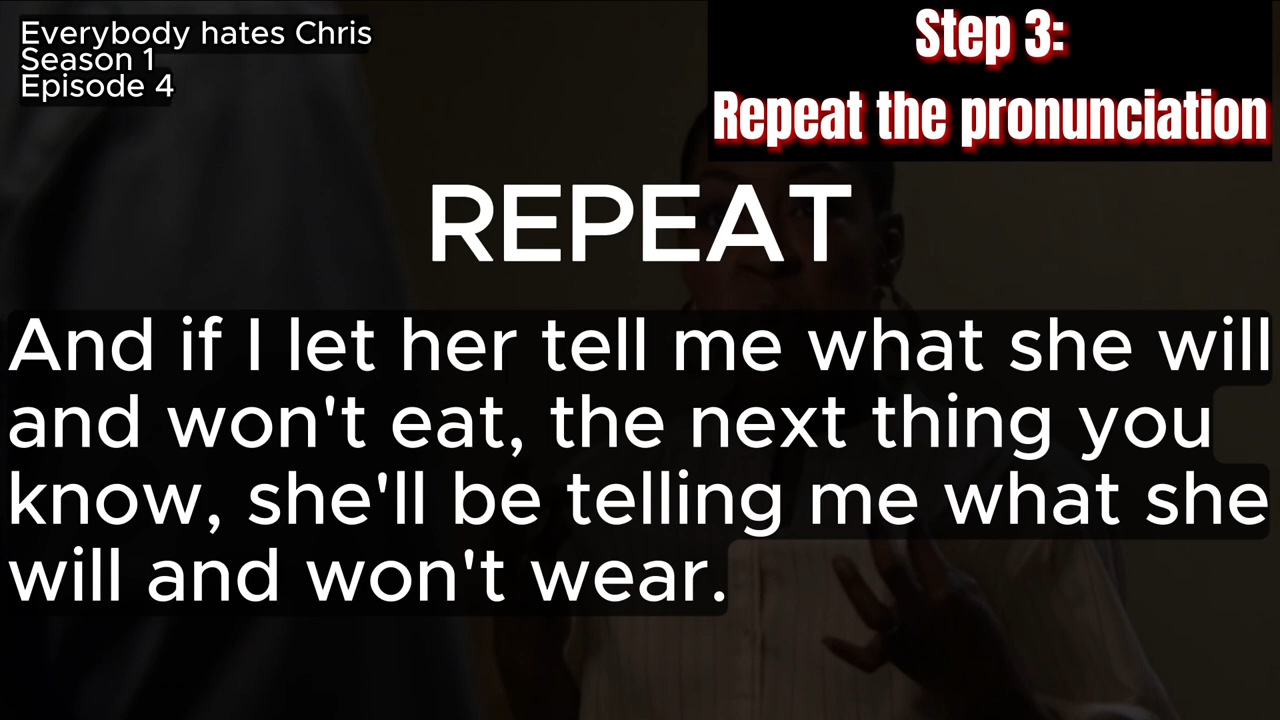 Everybody hates Chris
Season 1
Episode 4
Step 3:
Repeat the pronunciation
REPEAT
And if I let her tell me what she will
and won't eat, the next thing you
know, she'll be telling me what she
will and won't wear.